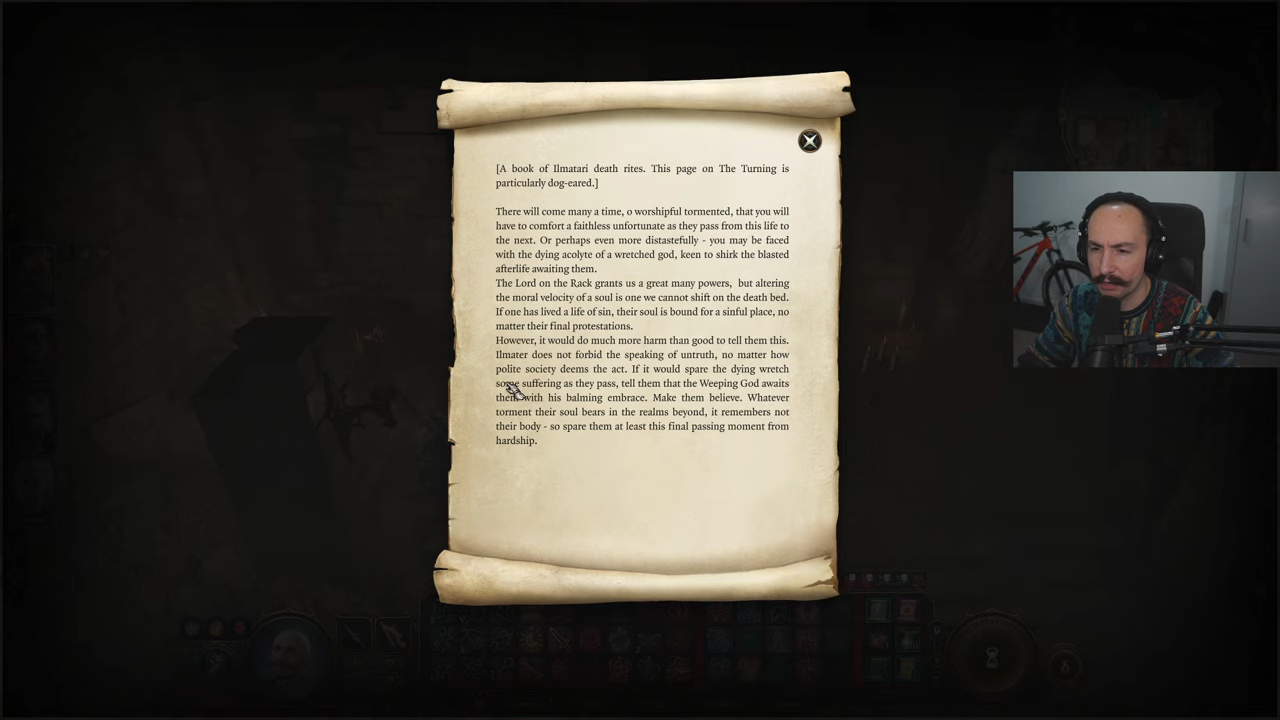 [A book of Ilmatari death rites. This page on The Turning is
particularly dog-eared.]
There will come many a time, o worshipful tormented, that you will
have to comfort a faithless unfortunate as they pass from this life to
the next. Or perhaps even more distastefully - you may be faced
with the dying acolyte of a wretched god, keen to shirk the blasted
afterlife awaiting them.
The Lord on the Rack grants us a great many powers, but altering
the moral velocity of a soul is one we cannot shift on the death bed.
If one has lived a life of sin, their soul is bound for a sinful place, no
matter their final protestations.
However, it would do much more harm than good to tell them this.
Ilmater does not forbid the speaking of untruth, no matter how
polite society deems the act. If it would spare the dying wretch
some suffering as they pass, tell them that the Weeping God awaits
them with his balming embrace. Make them believe. Whatever
torment their soul bears in the realms beyond, it remembers not
their body - so spare them at least this final passing moment from
hardship.